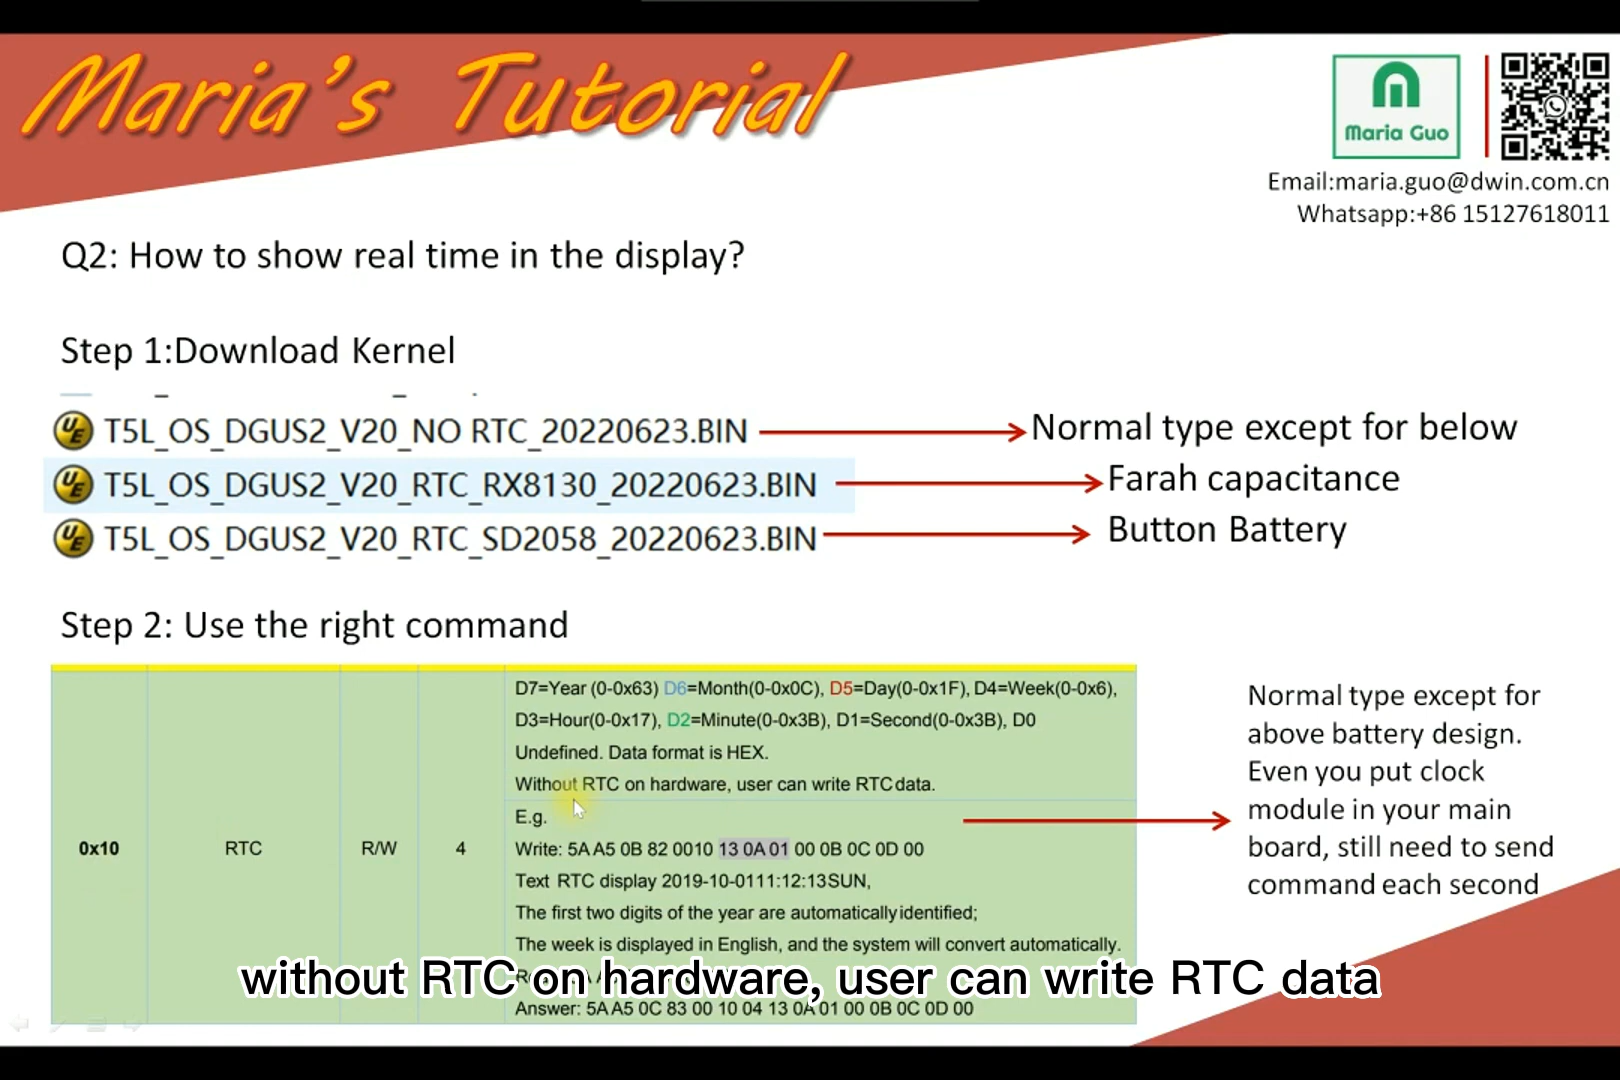 Maria's Tutorial
Maria Guo
Email:maria.guo@dwin.com.cn
Whatsapp:+86 15127618011
Q2: How to show real time in the display?
Step 1:Download Kernel
T5L_OS_DGUS2_V20_NO RTC_20220623.BIN
Normal type except for below
T5L_OS_DGUS2_V20_RTC_RX8130_20220623.BIN
Farah capacitance
T5L_OS_DGUS2_V20_RTC_SD2058_20220623.BIN
Button Battery
Step 2: Use the right command
0x10
RTC
R/W
4
D7=Year (0-0x63) D6=Month(0-0x0C), D5=Day(0-0x1F), D4=Week(0-0x6),
D3=Hour(0-0x17), D2=Minute(0-0x3B), D1=Second(0-0x3B), D0
Undefined. Data format is HEX.
Without RTC on hardware, user can write RTC data.
E.g.
Write: 5A A5 0B 82 0010 13 0A 01 00 0B 0C 0D 00
Text RTC display 2019-10-0111:12:13SUN,
The first two digits of the year are automatically identified;
The week is displayed in English, and the system will convert automatically.
Answer: 5A A5 0C 83 00 10 04 13 0A 01 00 0B 0C 0D 00
Normal type except for
above battery design.
Even you put clock
module in your main
board, still need to send
command each second
without RTC on hardware, user can write RTC data